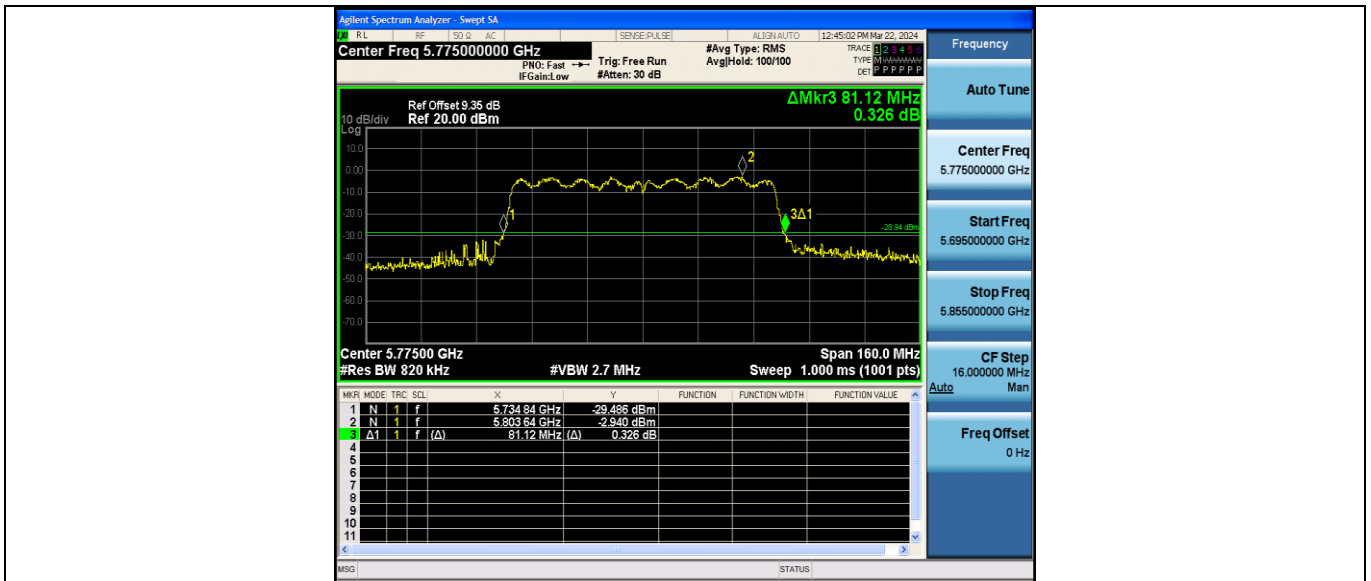 Agilent Spectrum Analyzer - Swept SA
RL RF 50 Ω AC SENSE:PULSE ALIGN AUTO 12:45:02 PM Mar 22, 2024
Center Freq 5.775000000 GHz
PNO: Fast
IFGain:Low
Trig: Free Run
#Atten: 30 dB
#Avg Type: RMS
Avg|Hold: 100/100
TRACE 1 2 3 4 5 6
TYPE M W W W W W
DET P P P P P P
Ref Offset 9.35 dB
Ref 20.00 dBm
10 dB/div
Log
ΔMkr3 81.12 MHz
0.326 dB
10.0
0.00
-10.0
-20.0
-30.0
-40.0
-50.0
-60.0
-70.0
1
2
3Δ1
-28.94 dBm
Center 5.77500 GHz Span 160.0 MHz
#Res BW 820 kHz #VBW 2.7 MHz Sweep 1.000 ms (1001 pts)
MKR MODE TRC SCL X Y FUNCTION FUNCTION WIDTH FUNCTION VALUE
1 N 1 f 5.734 84 GHz -29.486 dBm
2 N 1 f 5.803 64 GHz -2.940 dBm
3 Δ1 1 f (Δ) 81.12 MHz (Δ) 0.326 dB
4
5
6
7
8
9
10
11
MSG STATUS
Frequency
Auto Tune
Center Freq
5.775000000 GHz
Start Freq
5.695000000 GHz
Stop Freq
5.855000000 GHz
CF Step
16.000000 MHz
Auto Man
Freq Offset
0 Hz